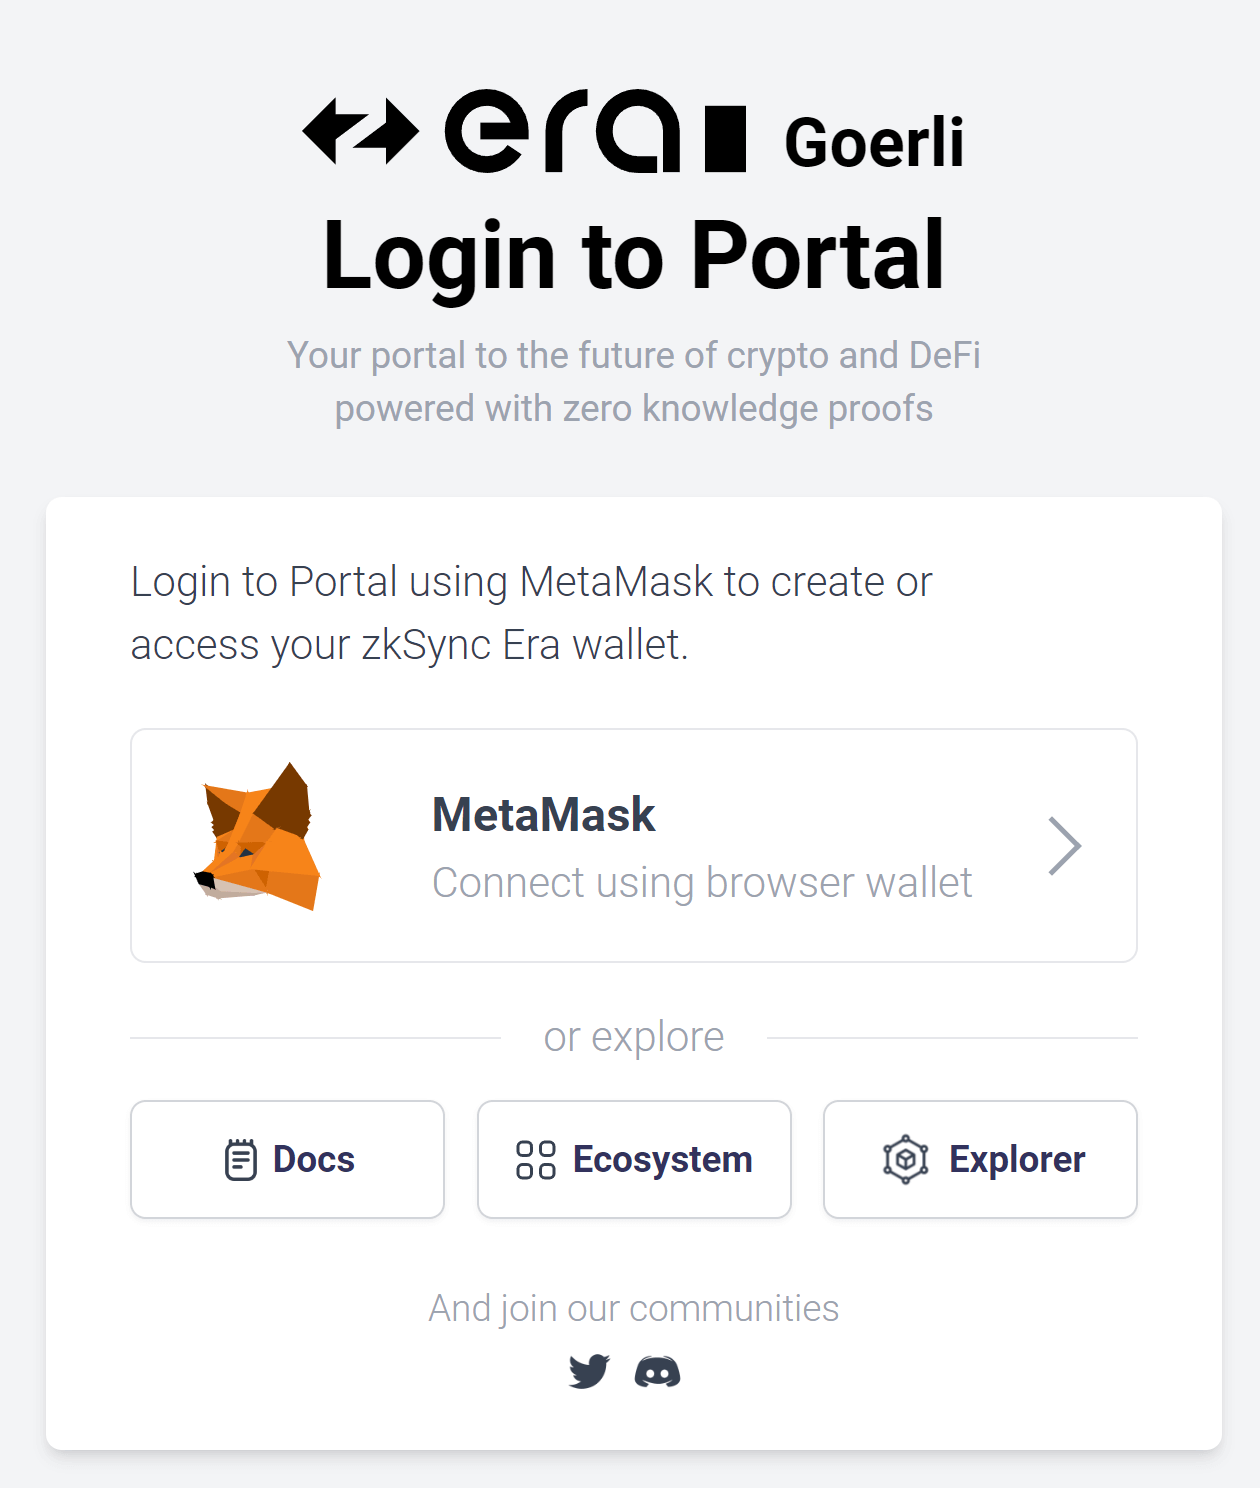 era Goerli
Login to Portal
Your portal to the future of crypto and DeFi
powered with zero knowledge proofs
Login to Portal using MetaMask to create or
access your zkSync Era wallet.
MetaMask
Connect using browser wallet
or explore
Docs
Ecosystem
Explorer
And join our communities